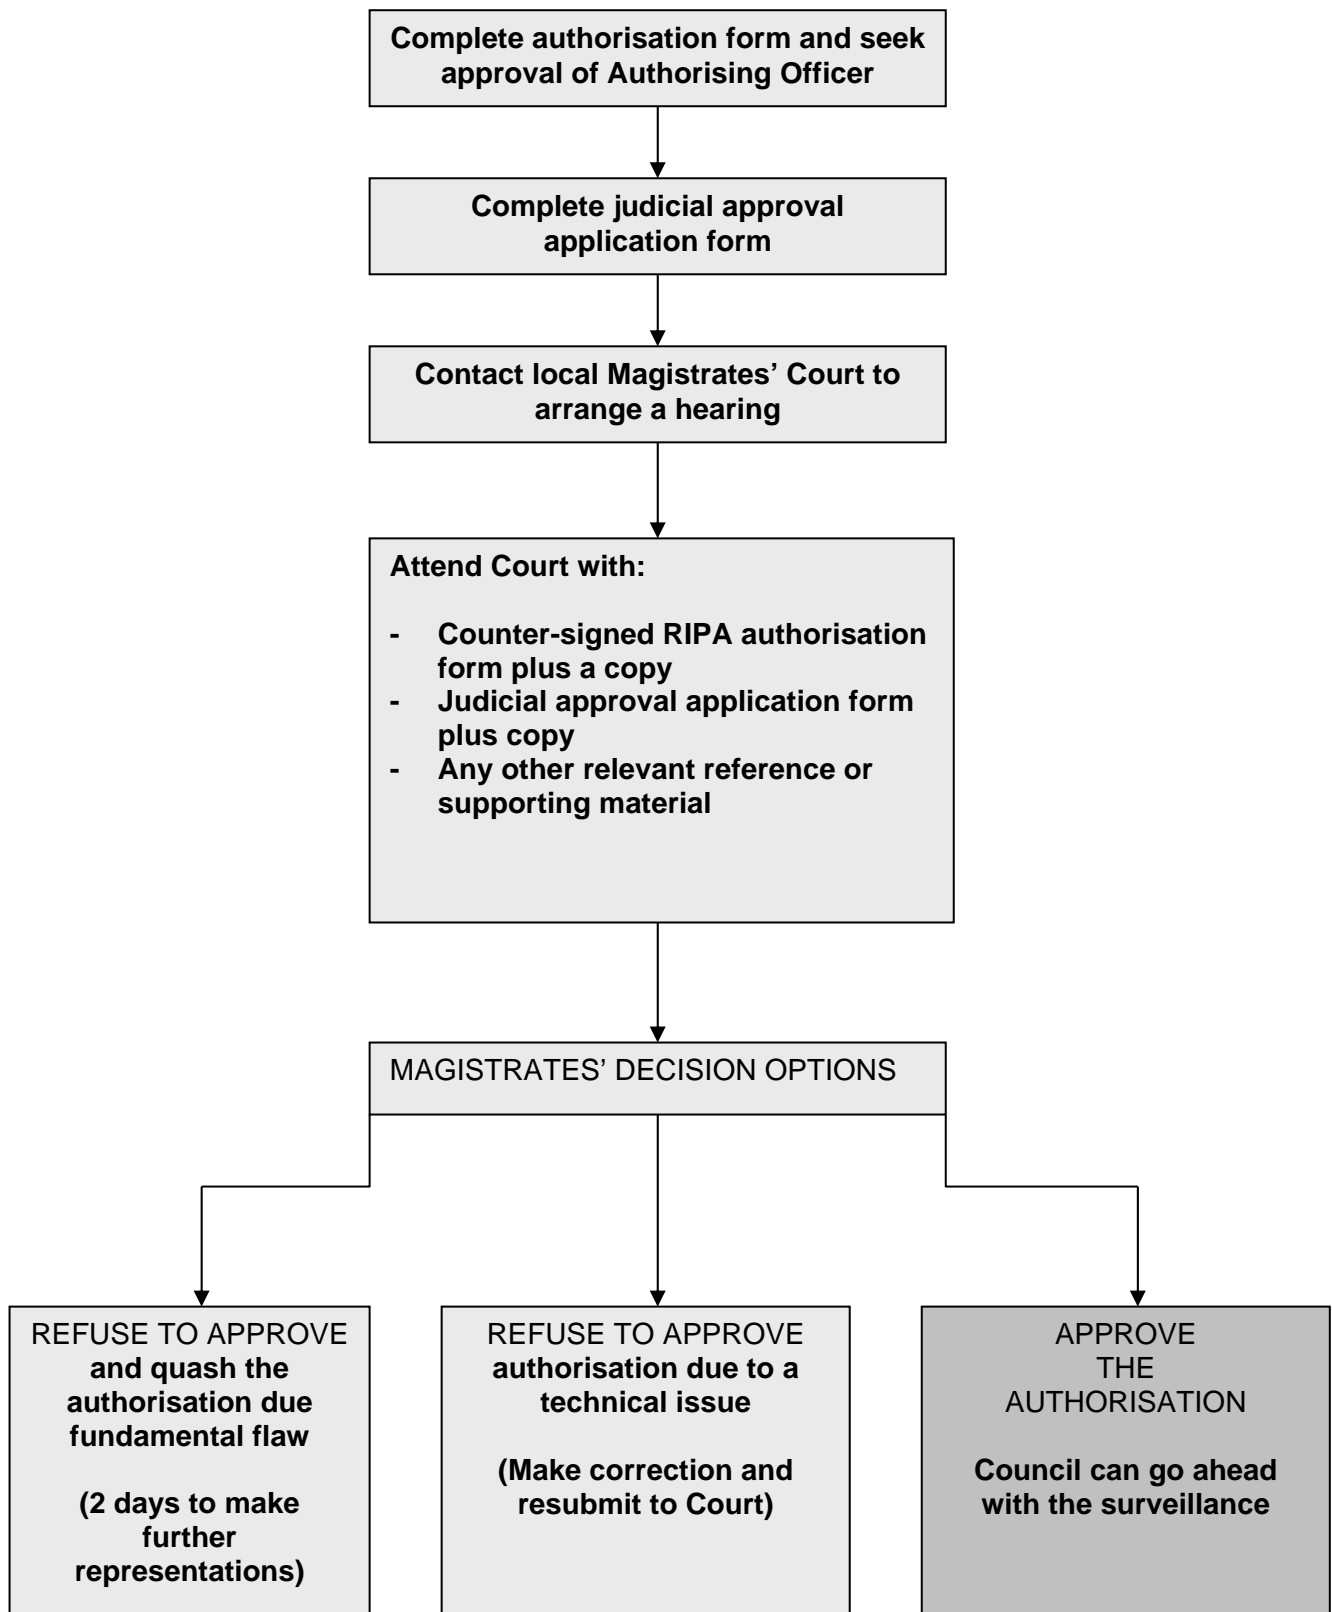 Complete authorisation form and seek
approval of Authorising Officer
Complete judicial approval
application form
Contact local Magistrates’ Court to
arrange a hearing
Attend Court with:
- Counter-signed RIPA authorisation
form plus a copy
- Judicial approval application form
plus copy
- Any other relevant reference or
supporting material
MAGISTRATES’ DECISION OPTIONS
REFUSE TO APPROVE
and quash the
authorisation due
fundamental flaw
(2 days to make
further
representations)
REFUSE TO APPROVE
authorisation due to a
technical issue
(Make correction and
resubmit to Court)
APPROVE
THE
AUTHORISATION
Council can go ahead
with the surveillance